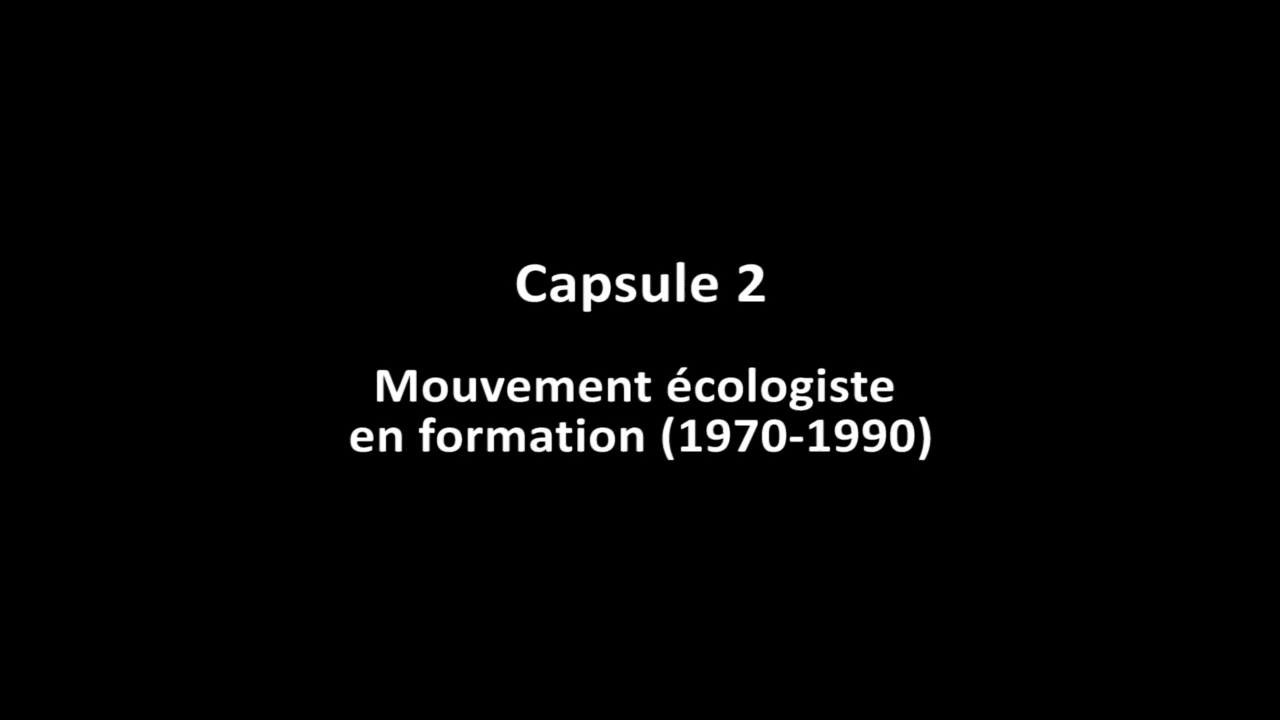 Capsule 2
Mouvement écologiste
en formation (1970-1990)